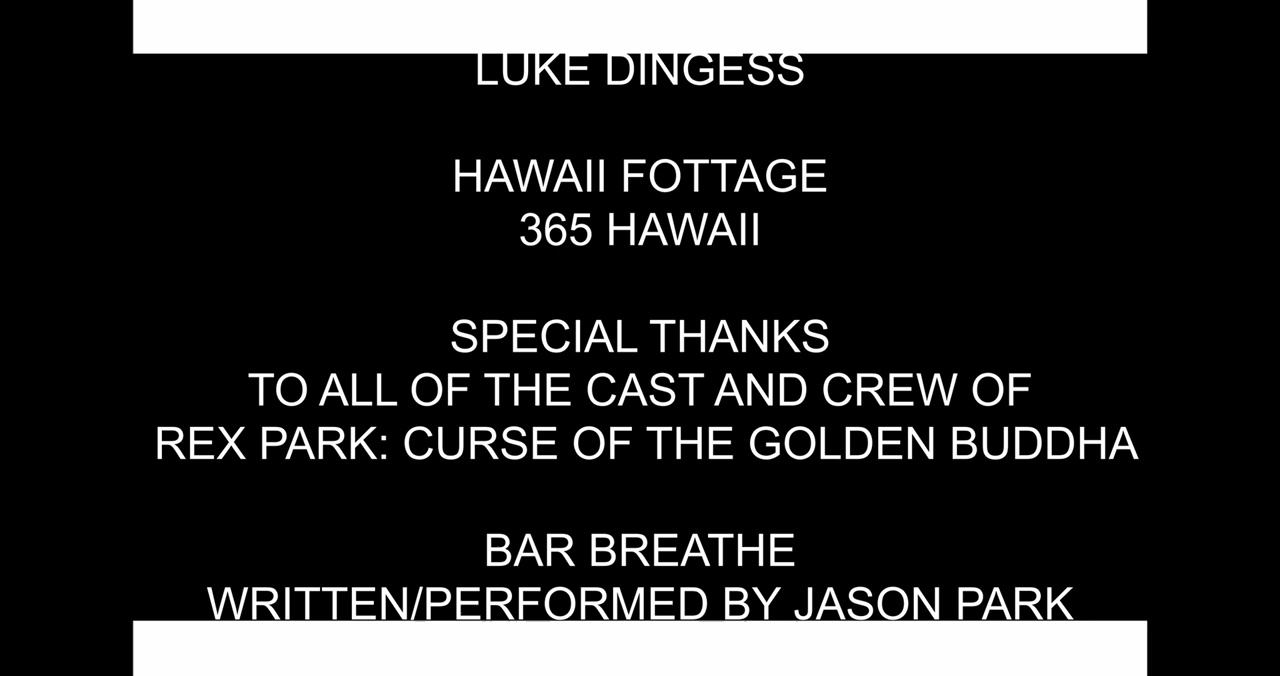 LUKE DINGESS
HAWAII FOTTAGE
365 HAWAII
SPECIAL THANKS
TO ALL OF THE CAST AND CREW OF
REX PARK: CURSE OF THE GOLDEN BUDDHA
BAR BREATHE
WRITTEN/PERFORMED BY JASON PARK